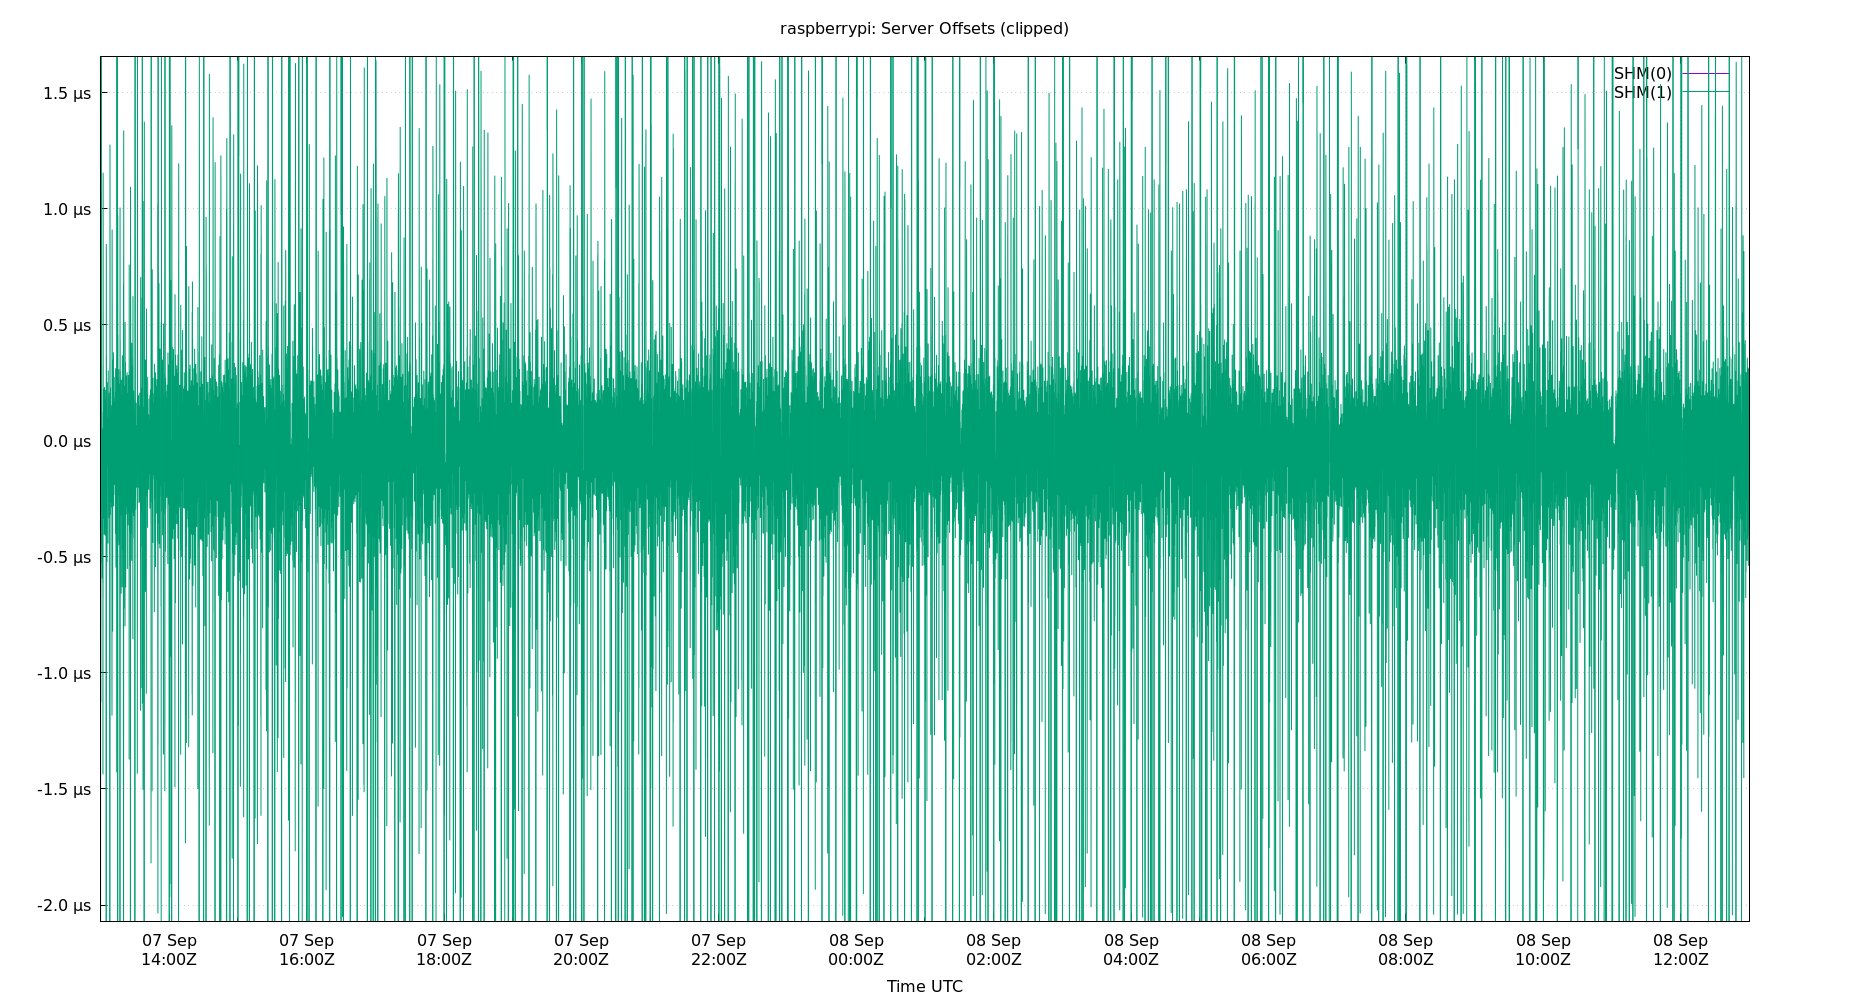 raspberrypi: Server Offsets (clipped)
SHM(0)
SHM(1)
1.5 µs
1.0 µs
0.5 µs
0.0 µs
-0.5 µs
-1.0 µs
-1.5 µs
-2.0 µs
07 Sep 07 Sep 07 Sep 07 Sep 07 Sep 08 Sep 08 Sep 08 Sep 08 Sep 08 Sep 08 Sep 08 Sep
14:00Z 16:00Z 18:00Z 20:00Z 22:00Z 00:00Z 02:00Z 04:00Z 06:00Z 08:00Z 10:00Z 12:00Z
Time UTC